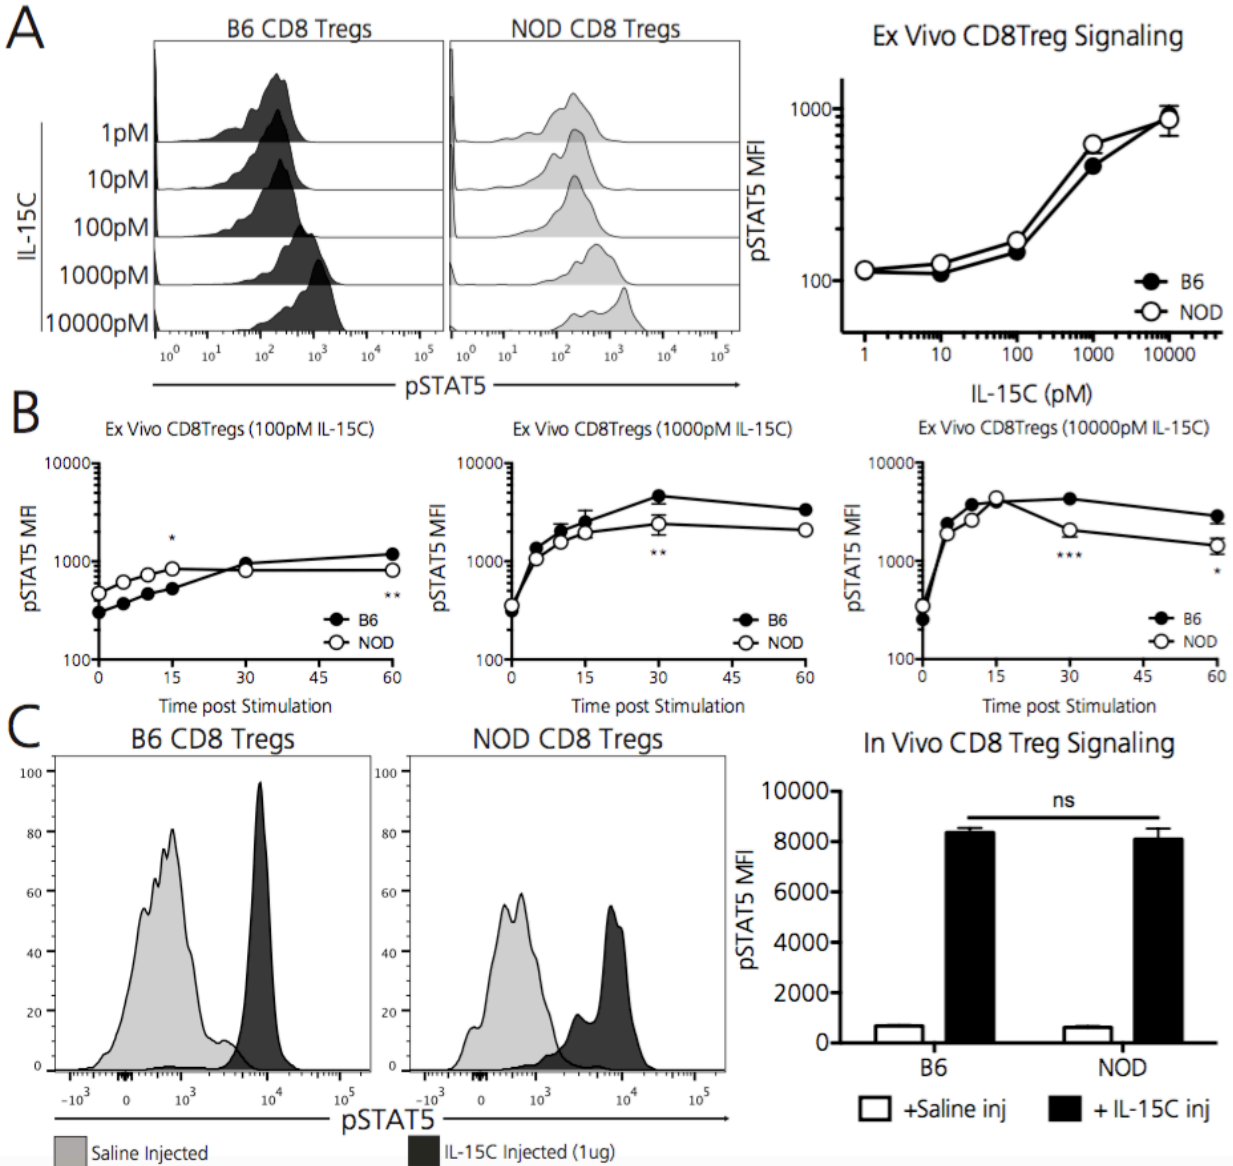 A
B6 CD8 Tregs
NOD CD8 Tregs
Ex Vivo CD8Treg Signaling
IL-15C
1pM
10pM
100pM
1000pM
10000pM
10^0 10^1 10^2 10^3 10^4 10^5
10^0 10^1 10^2 10^3 10^4 10^5
pSTAT5
pSTAT5 MFI
1000
100
B6
NOD
1 10 100 1000 10000
IL-15C (pM)
B
Ex Vivo CD8Tregs (100pM IL-15C)
pSTAT5 MFI
10000
1000
100
*
**
B6
NOD
0 15 30 45 60
Time post Stimulation
Ex Vivo CD8Tregs (1000pM IL-15C)
pSTAT5 MFI
10000
1000
100
**
B6
NOD
0 15 30 45 60
Time post Stimulation
Ex Vivo CD8Tregs (10000pM IL-15C)
pSTAT5 MFI
10000
1000
100
***
*
B6
NOD
0 15 30 45 60
Time post Stimulation
C
B6 CD8 Tregs
100
80
60
40
20
0
-10^3 0 10^3 10^4 10^5
NOD CD8 Tregs
100
80
60
40
20
0
-10^3 0 10^3 10^4 10^5
pSTAT5
Saline Injected
IL-15C Injected (1ug)
In Vivo CD8 Treg Signaling
pSTAT5 MFI
10000
8000
6000
4000
2000
0
ns
B6 NOD
+Saline inj
+ IL-15C inj